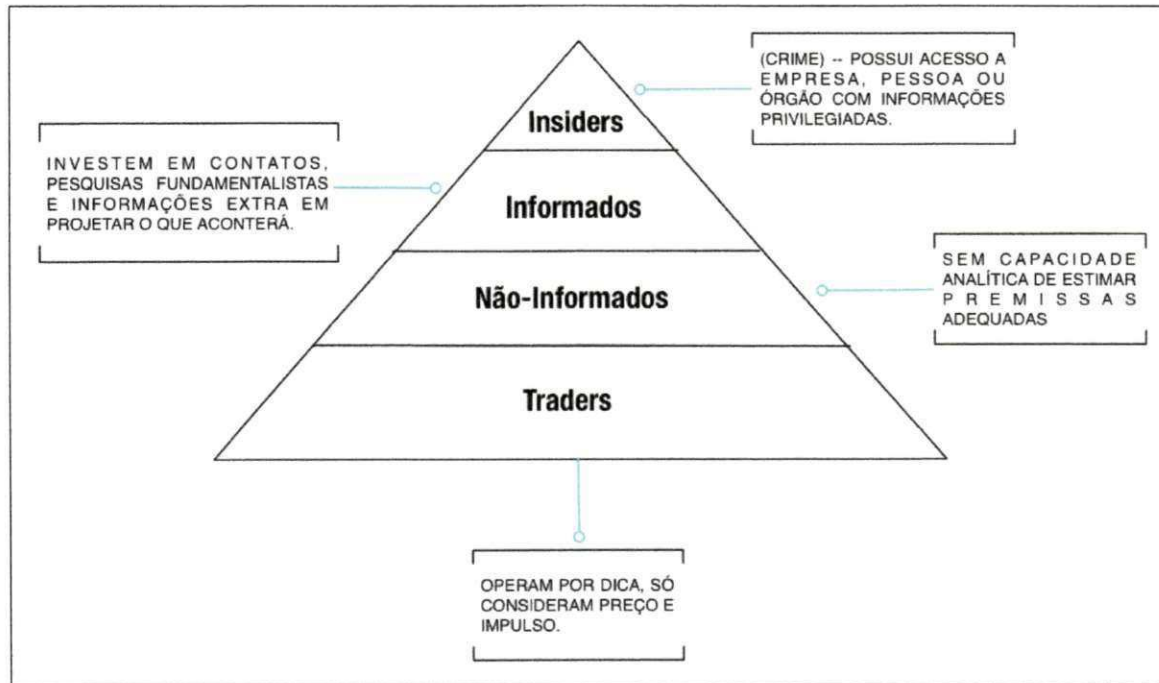 (CRIME) -- POSSUI ACESSO A
EMPRESA, PESSOA OU
ÓRGÃO COM INFORMAÇÕES
PRIVILEGIADAS.
Insiders
INVESTEM EM CONTATOS,
PESQUISAS FUNDAMENTALISTAS
E INFORMAÇÕES EXTRA EM
PROJETAR O QUE ACONTERÁ.
Informados
SEM CAPACIDADE
ANALÍTICA DE ESTIMAR
PREMISSAS
ADEQUADAS
Não-Informados
Traders
OPERAM POR DICA, SÓ
CONSIDERAM PREÇO E
IMPULSO.